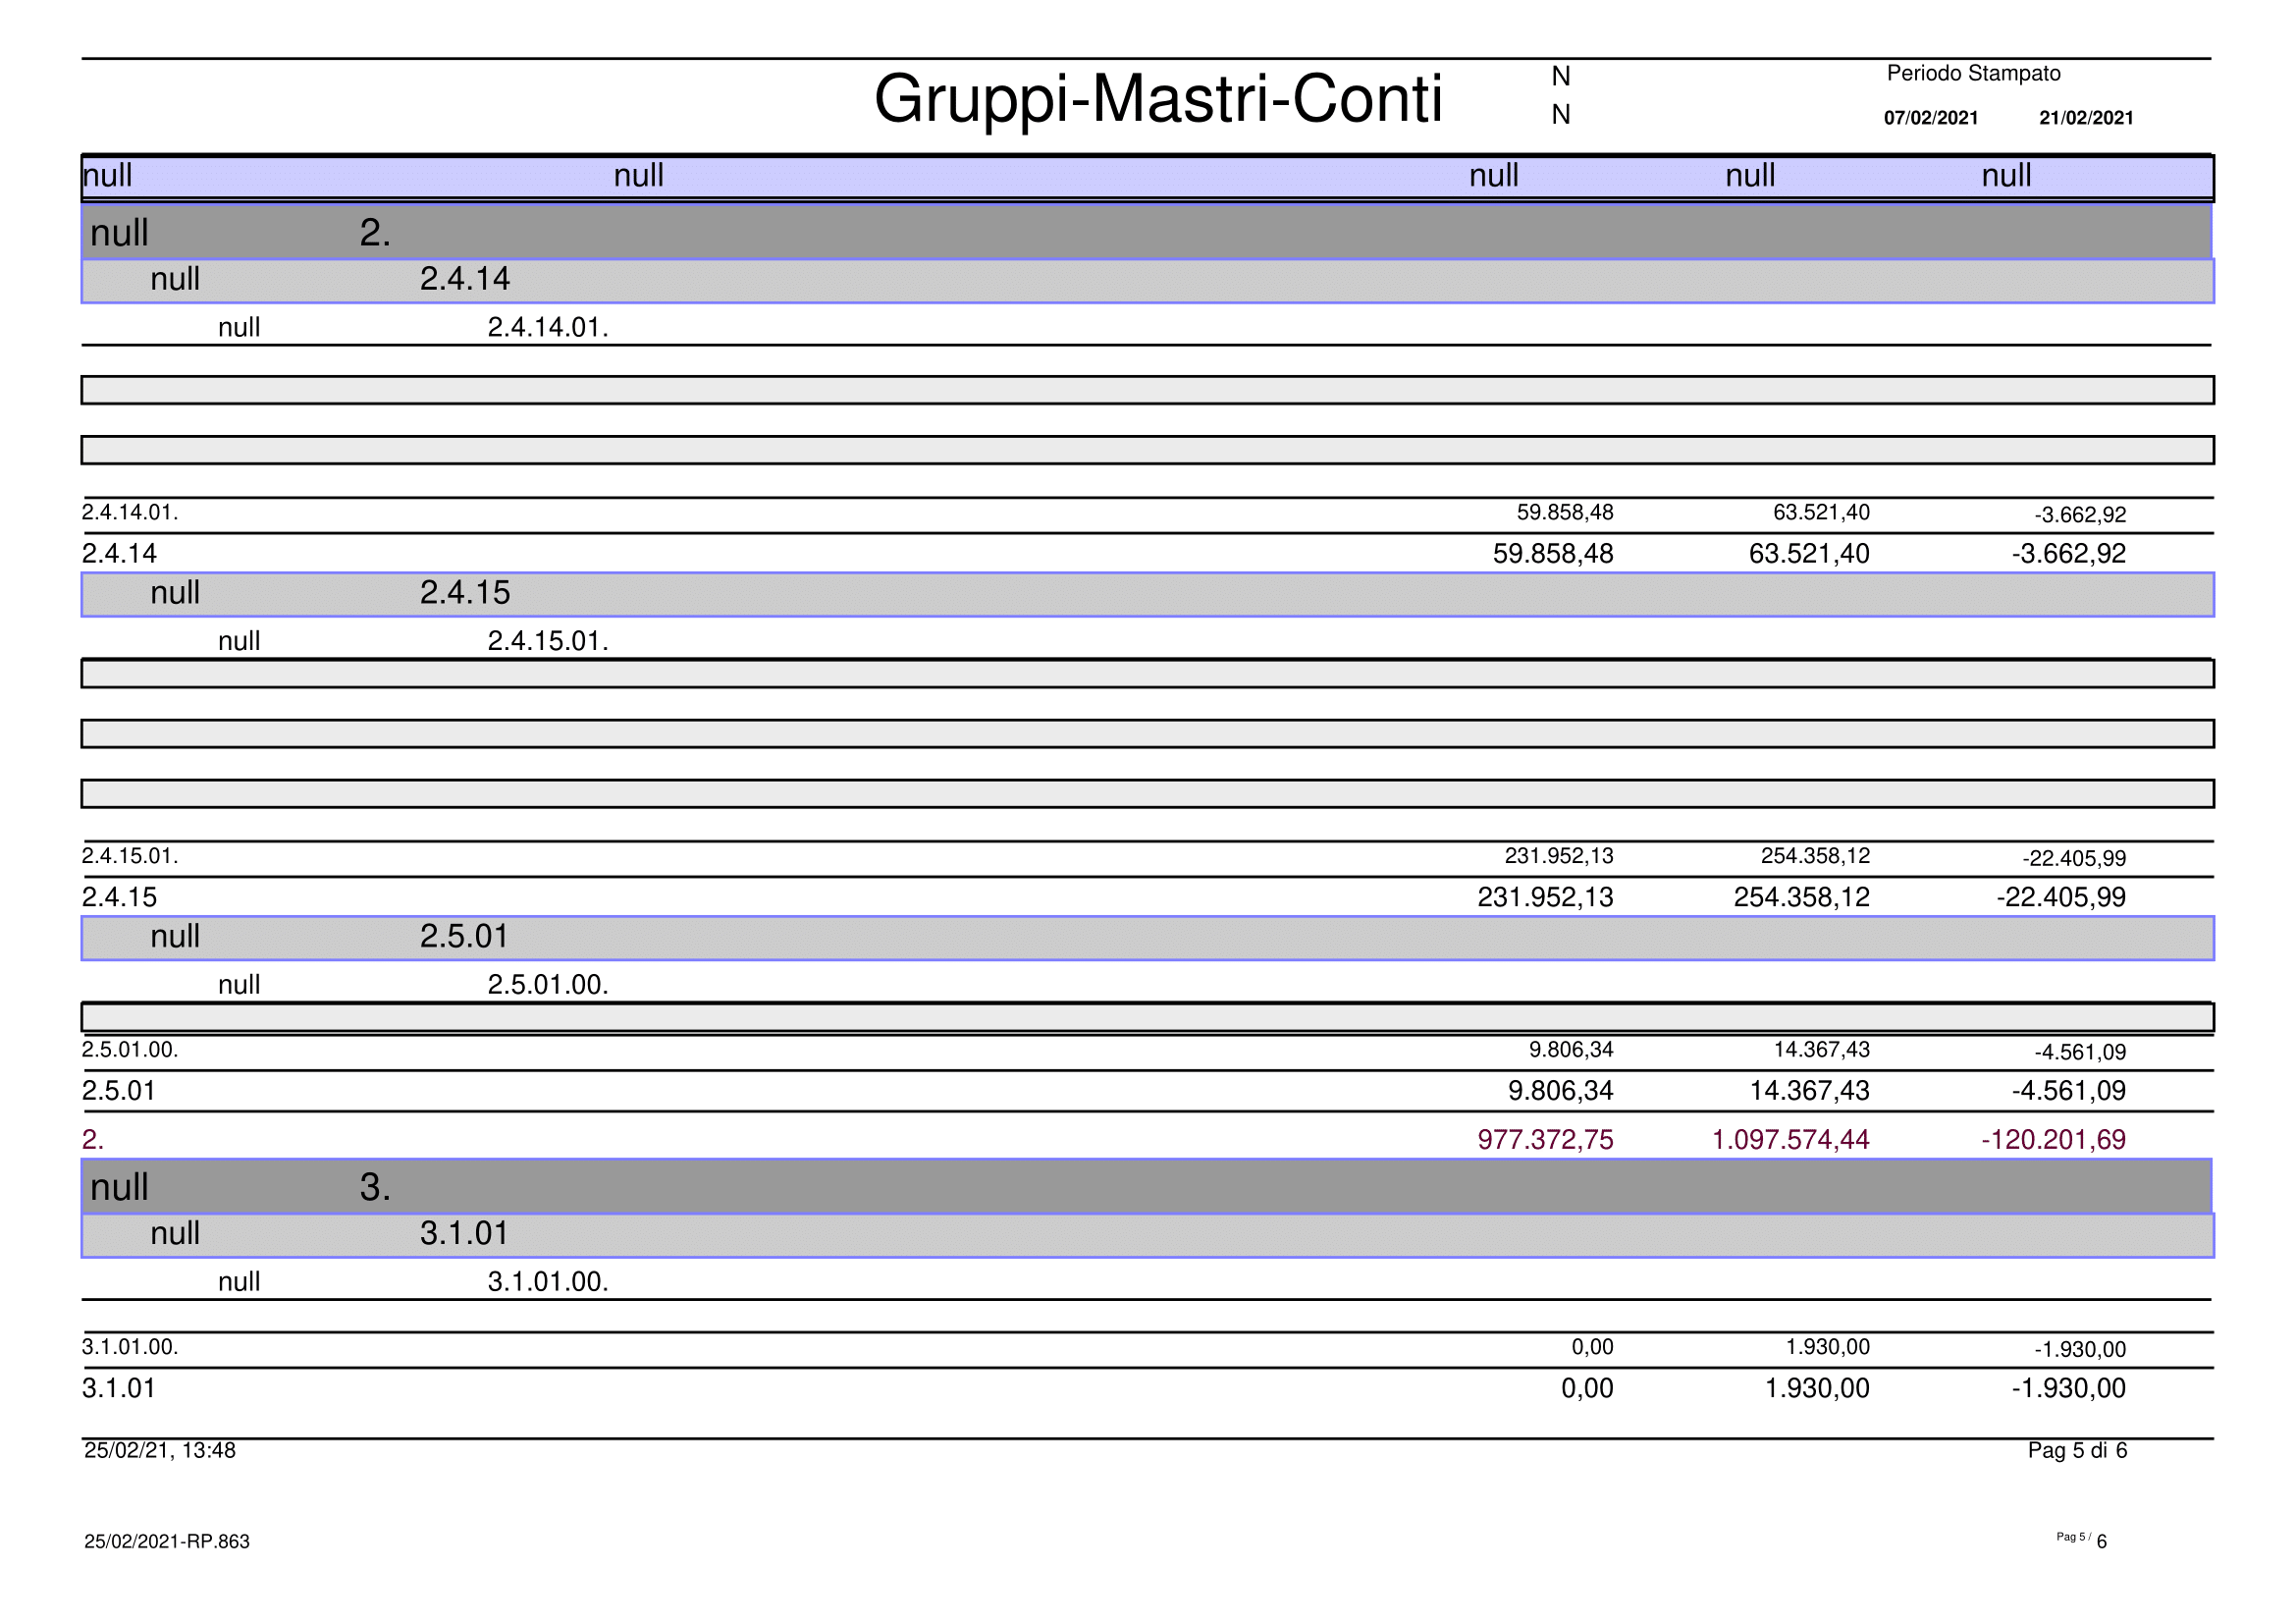 Gruppi-Mastri-Conti N Periodo Stampato
N 07/02/2021 21/02/2021
null null null null null
null 2.
null 2.4.14
null 2.4.14.01.
2.4.14.01. 59.858,48 63.521,40 -3.662,92
2.4.14 59.858,48 63.521,40 -3.662,92
null 2.4.15
null 2.4.15.01.
2.4.15.01. 231.952,13 254.358,12 -22.405,99
2.4.15 231.952,13 254.358,12 -22.405,99
null 2.5.01
null 2.5.01.00.
2.5.01.00. 9.806,34 14.367,43 -4.561,09
2.5.01 9.806,34 14.367,43 -4.561,09
2. 977.372,75 1.097.574,44 -120.201,69
null 3.
null 3.1.01
null 3.1.01.00.
3.1.01.00. 0,00 1.930,00 -1.930,00
3.1.01 0,00 1.930,00 -1.930,00
25/02/21, 13:48 Pag 5 di 6
25/02/2021-RP.863 Pag 5 / 6